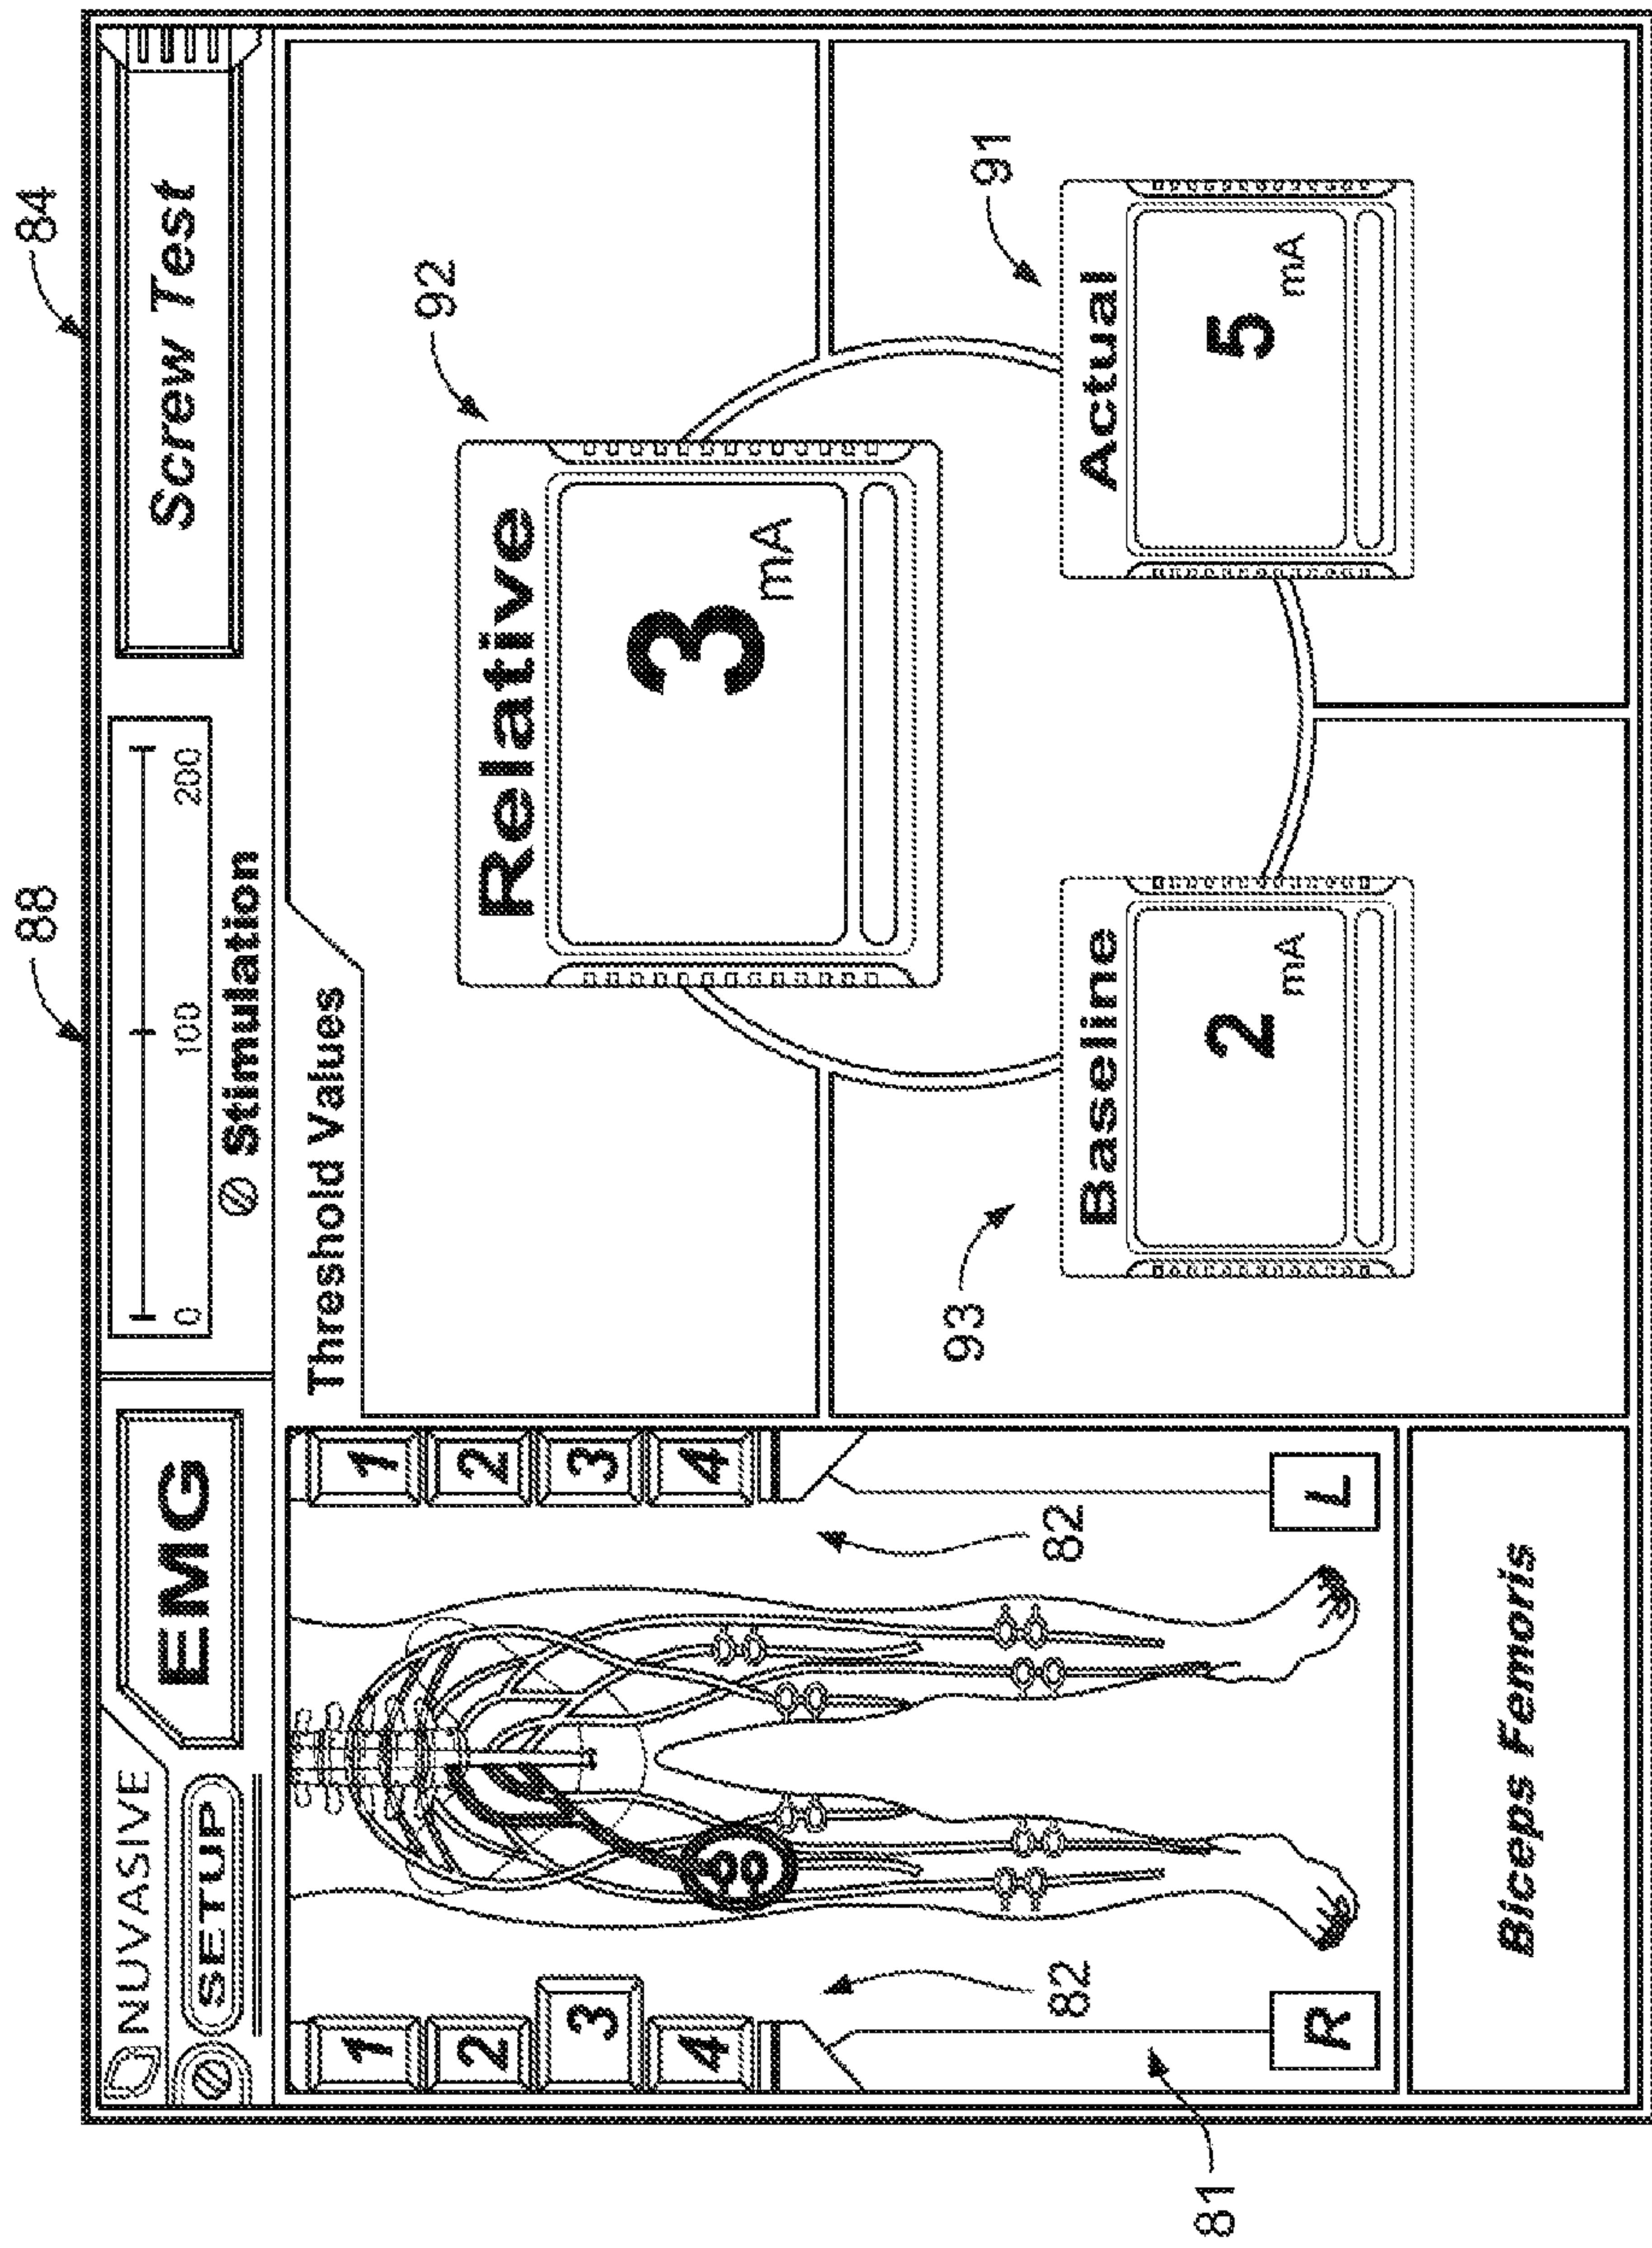 88
84
NUVASIVE
SETUP
EMG
0 100 200
Stimulation
Screw Test
Threshold Values
1
2
3
4
1
2
3
4
82
82
R
L
81
Biceps Femoris
Relative
3 mA
92
Baseline
2 mA
93
Actual
5 mA
91